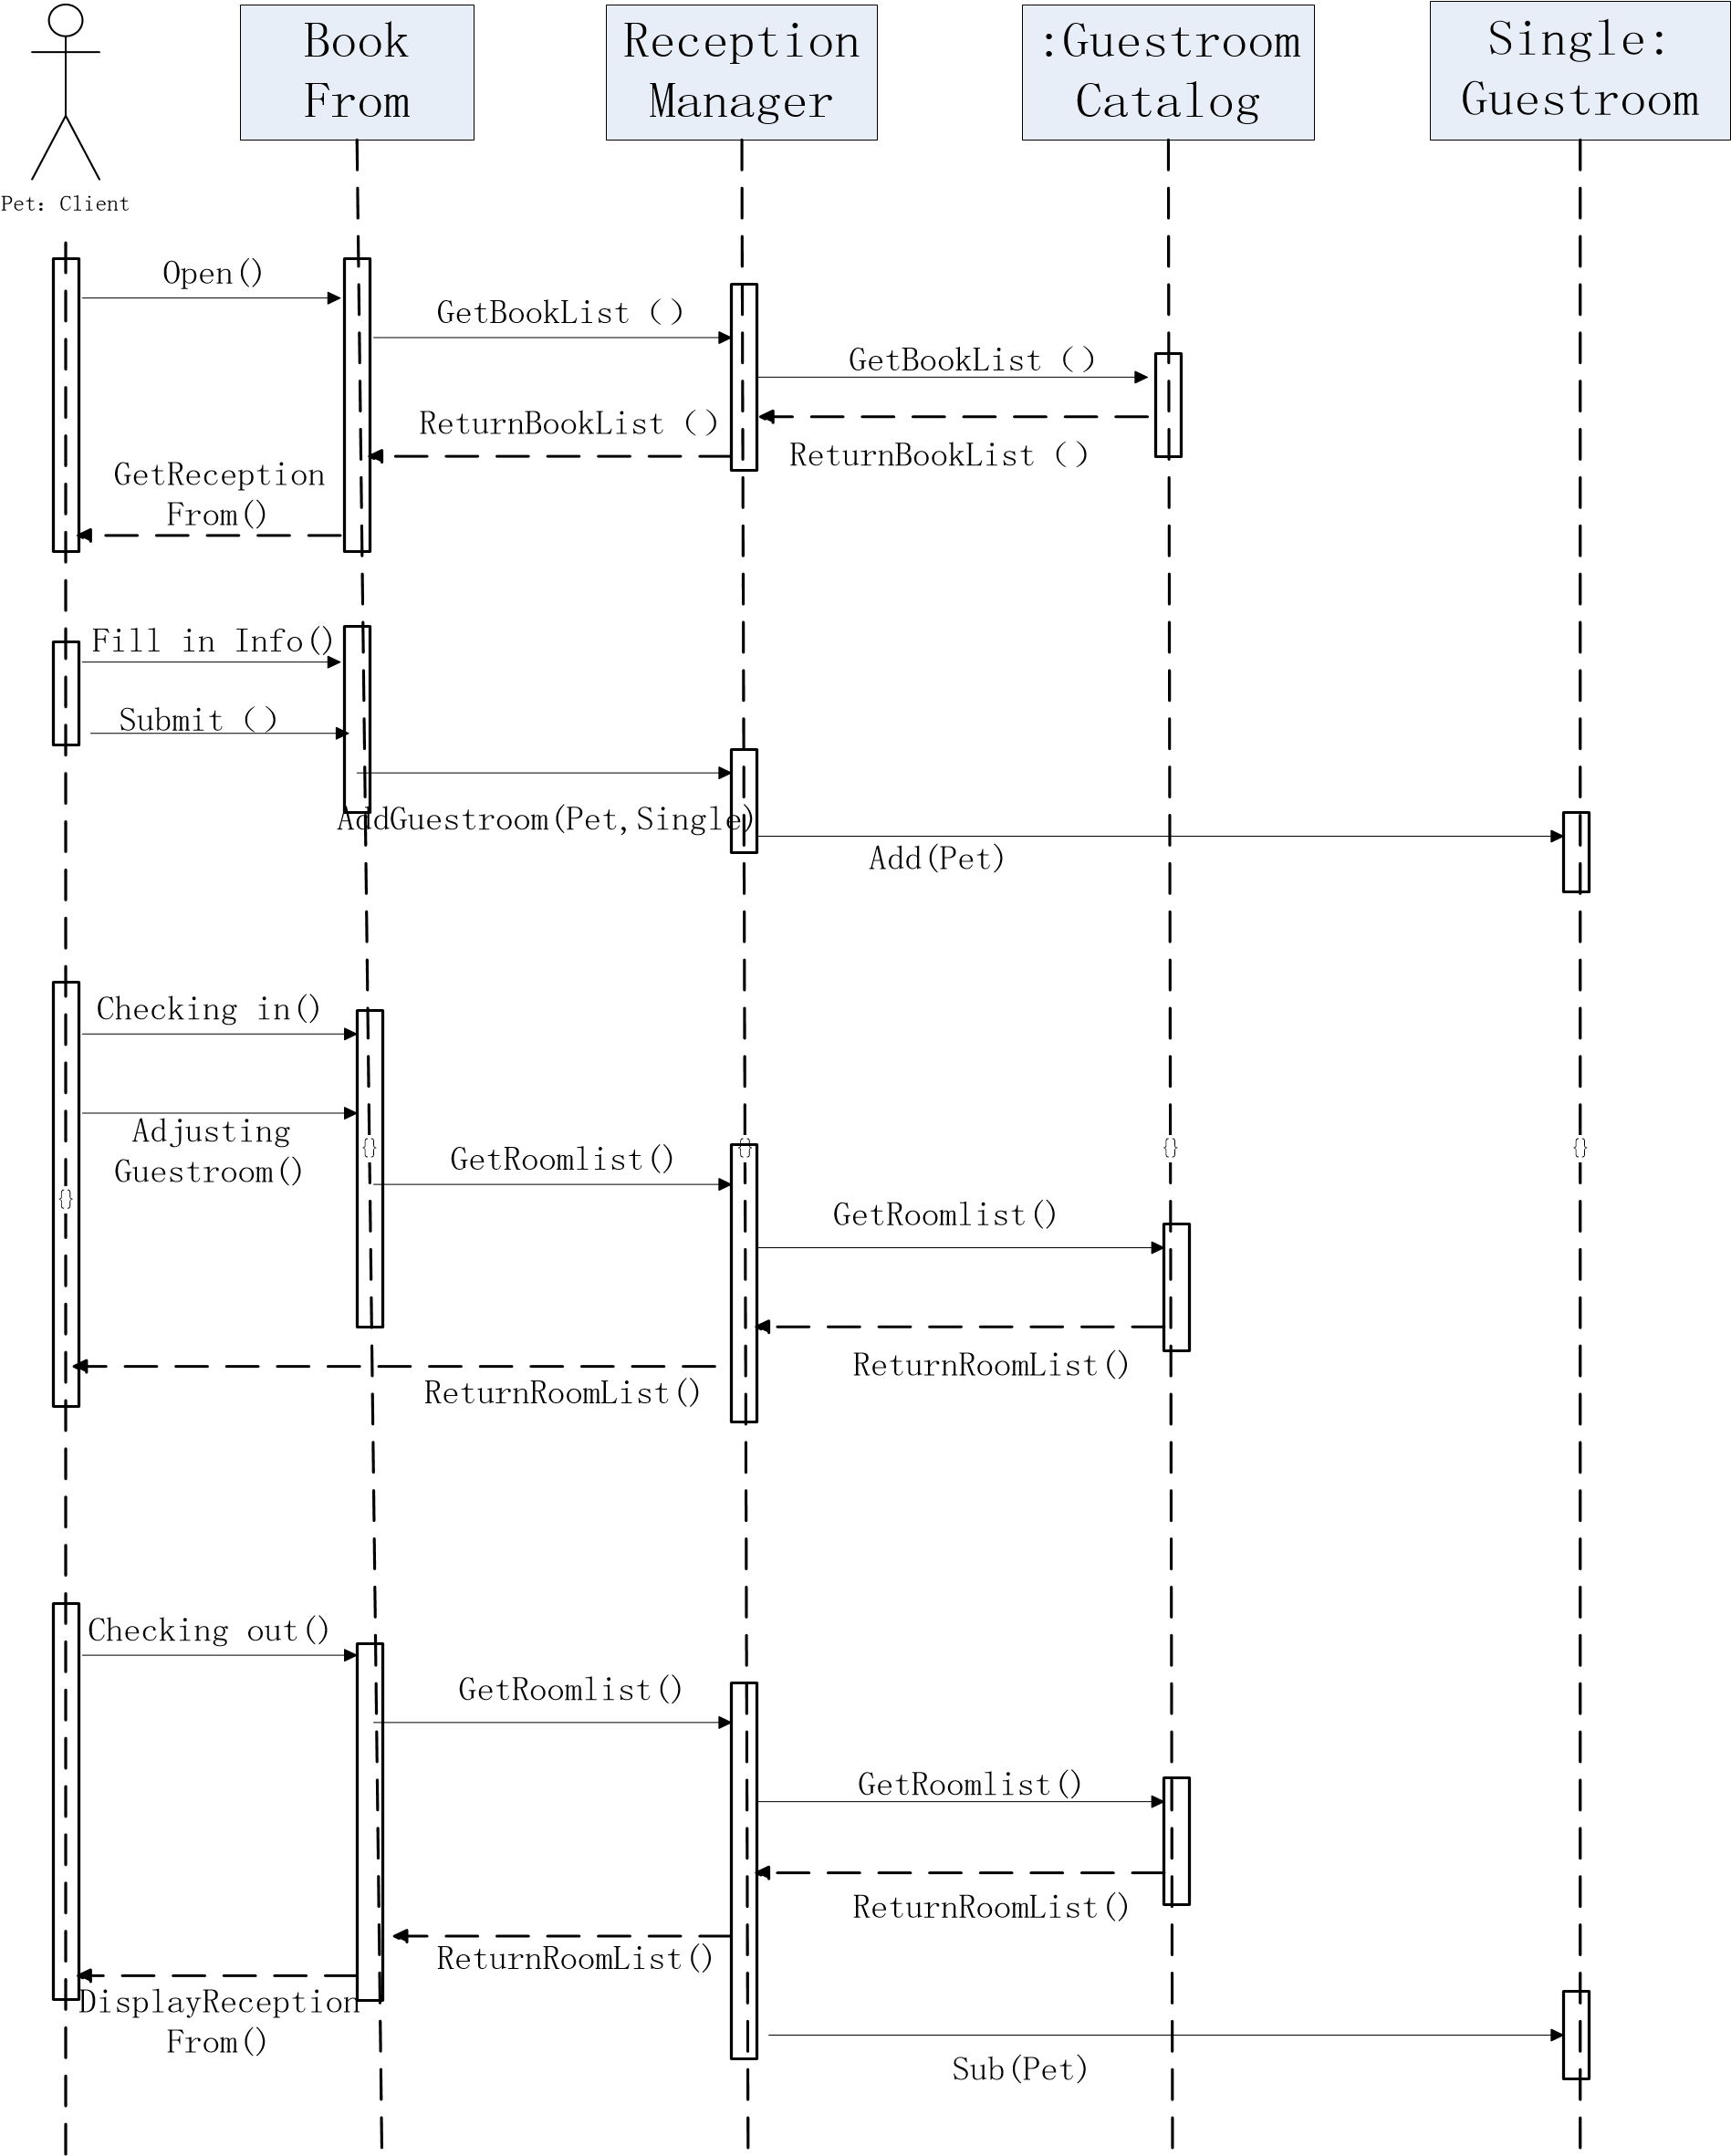 Book
From
Reception
Manager
:Guestroom
Catalog
Single:
Guestroom
Pet: Client
Open()
GetBookList ()
GetBookList ()
ReturnBookList ()
ReturnBookList ()
GetReception
From()
Fill in Info()
Submit ()
AddGuestroom(Pet,Single)
Add(Pet)
Checking in()
Adjusting
Guestroom()
{}
{}
{}
{}
{}
GetRoomlist()
GetRoomlist()
ReturnRoomList()
ReturnRoomList()
Checking out()
GetRoomlist()
GetRoomlist()
ReturnRoomList()
ReturnRoomList()
DisplayReception
From()
Sub(Pet)